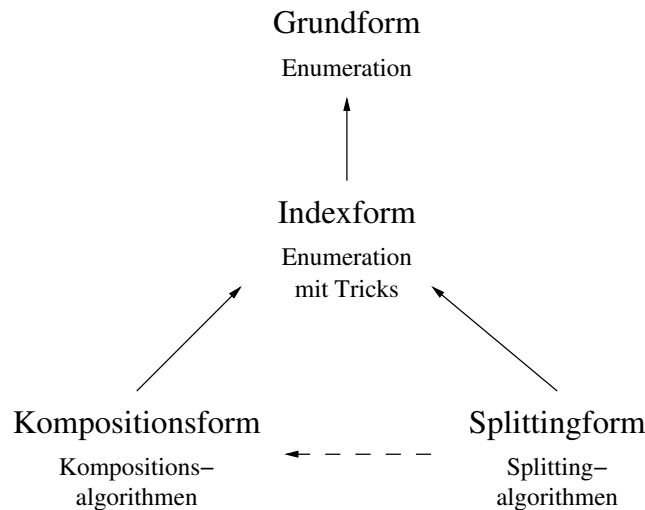 Grundform
Enumeration
Indexform
Enumeration
mit Tricks
Kompositionsform
Kompositions–
algorithmen
Splittingform
Splitting–
algorithmen